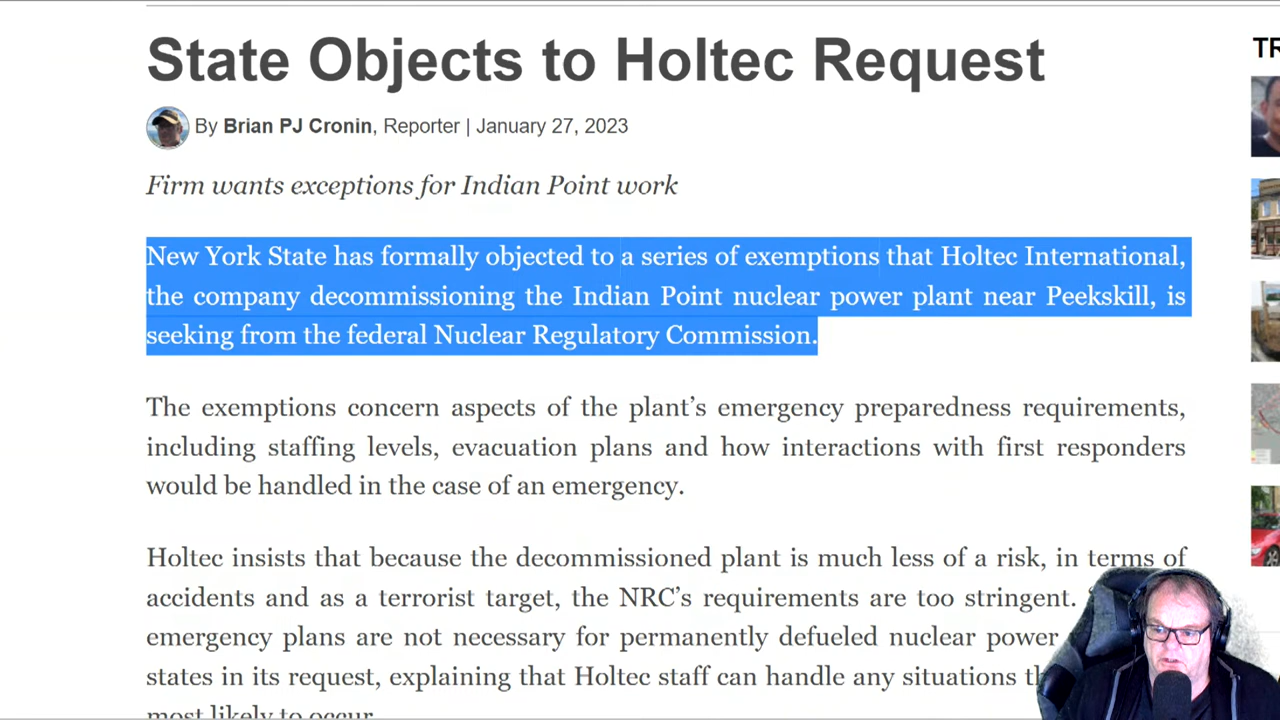 State Objects to Holtec Request
By Brian PJ Cronin, Reporter | January 27, 2023
Firm wants exceptions for Indian Point work
New York State has formally objected to a series of exemptions that Holtec International,
the company decommissioning the Indian Point nuclear power plant near Peekskill, is
seeking from the federal Nuclear Regulatory Commission.
The exemptions concern aspects of the plant's emergency preparedness requirements,
including staffing levels, evacuation plans and how interactions with first responders
would be handled in the case of an emergency.
Holtec insists that because the decommissioned plant is much less of a risk, in terms of
accidents and as a terrorist target, the NRC's requirements are too stringent.
emergency plans are not necessary for permanently defueled nuclear power
states in its request, explaining that Holtec staff can handle any situations
most likely to occur.